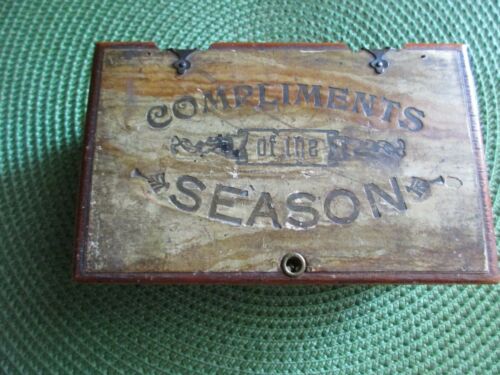 COMPLIMENTS
of the
SEASON